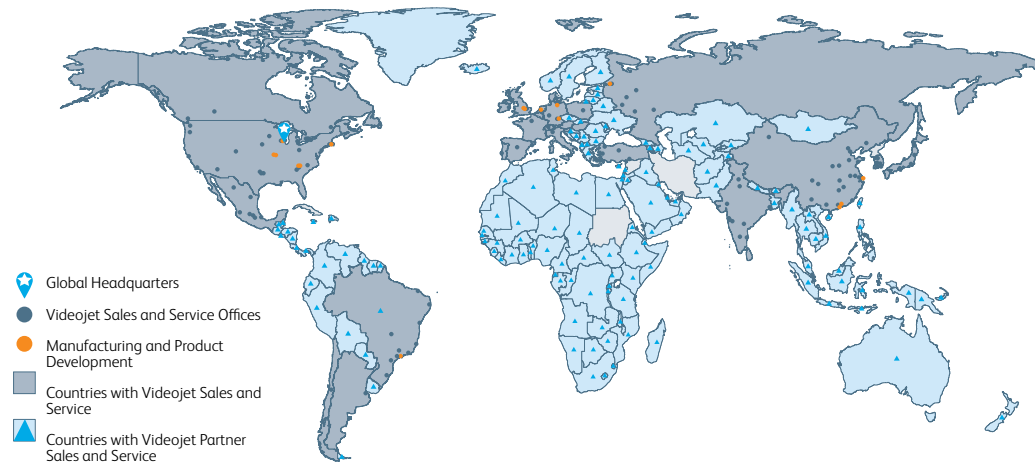 Global Headquarters
Videojet Sales and Service Offices
Manufacturing and Product
Development
Countries with Videojet Sales and
Service
Countries with Videojet Partner
Sales and Service